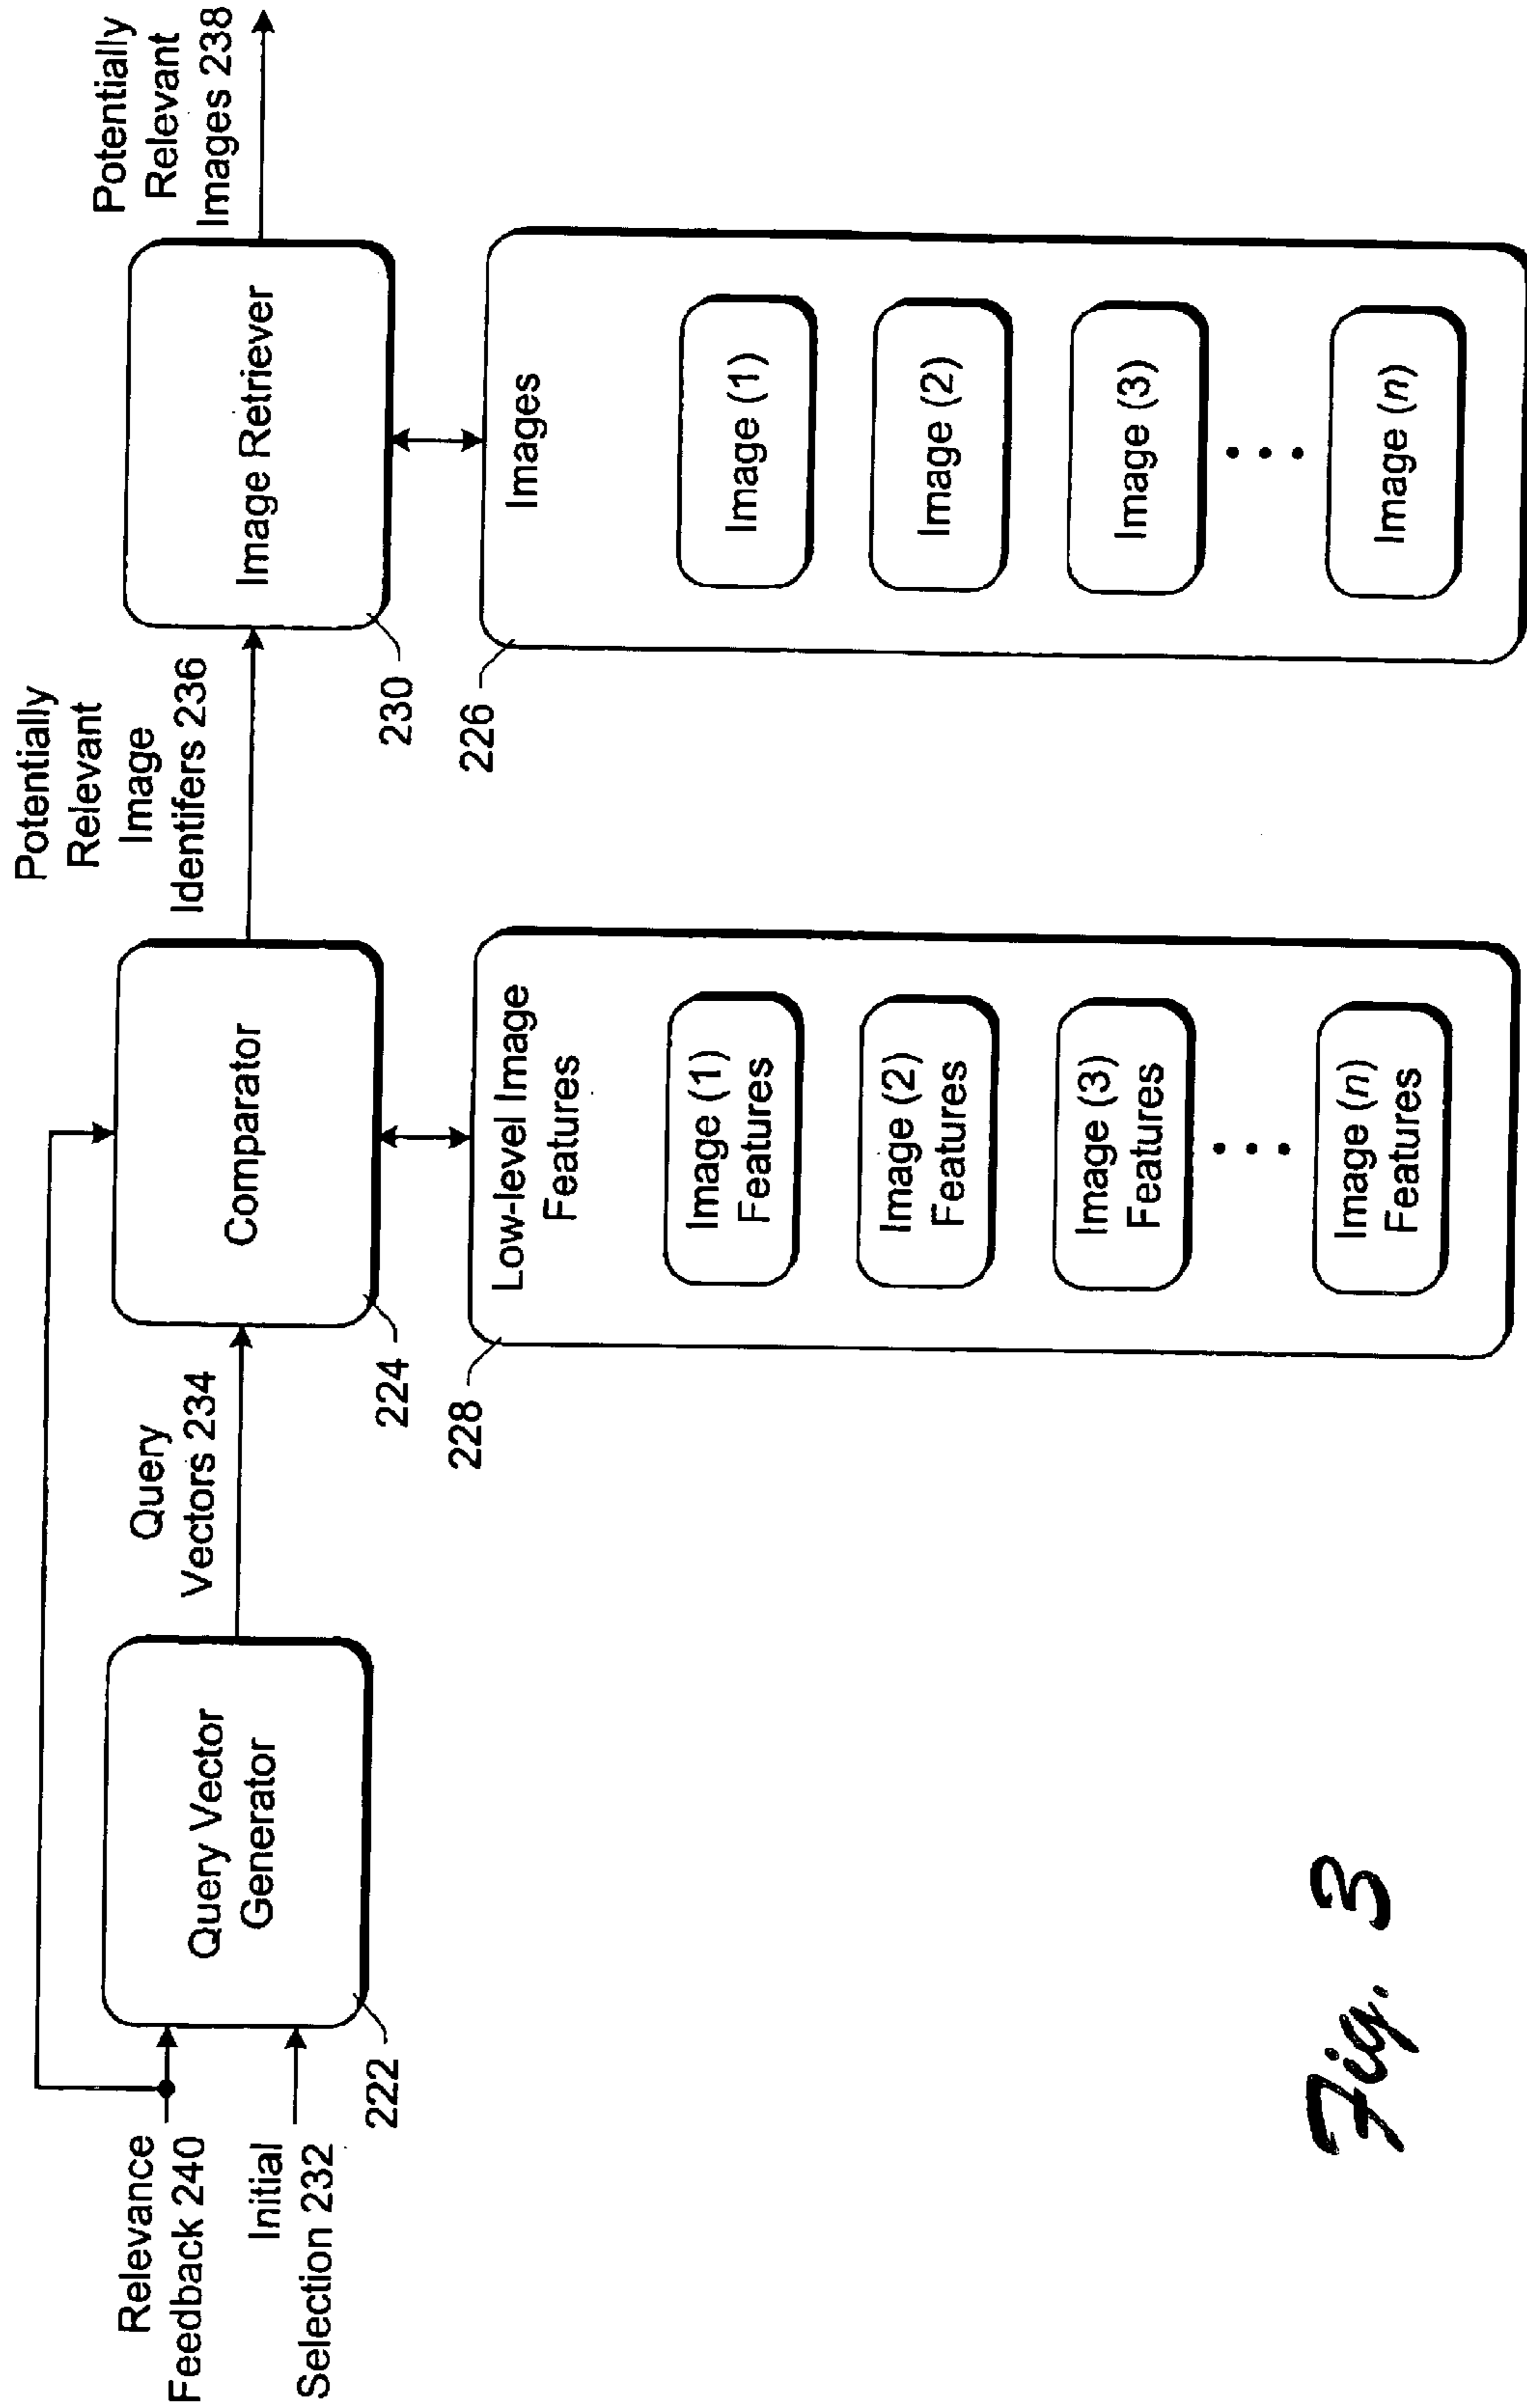 Relevance
Feedback 240
Initial
Selection 232
222
Query Vector
Generator
Query
Vectors 234
224
Comparator
228
Low-level Image
Features
Image (1)
Features
Image (2)
Features
Image (3)
Features
Image (n)
Features
Potentially
Relevant
Image
Identifers 236
230
Image Retriever
226
Images
Image (1)
Image (2)
Image (3)
Image (n)
Potentially
Relevant
Images 238
Fig. 3